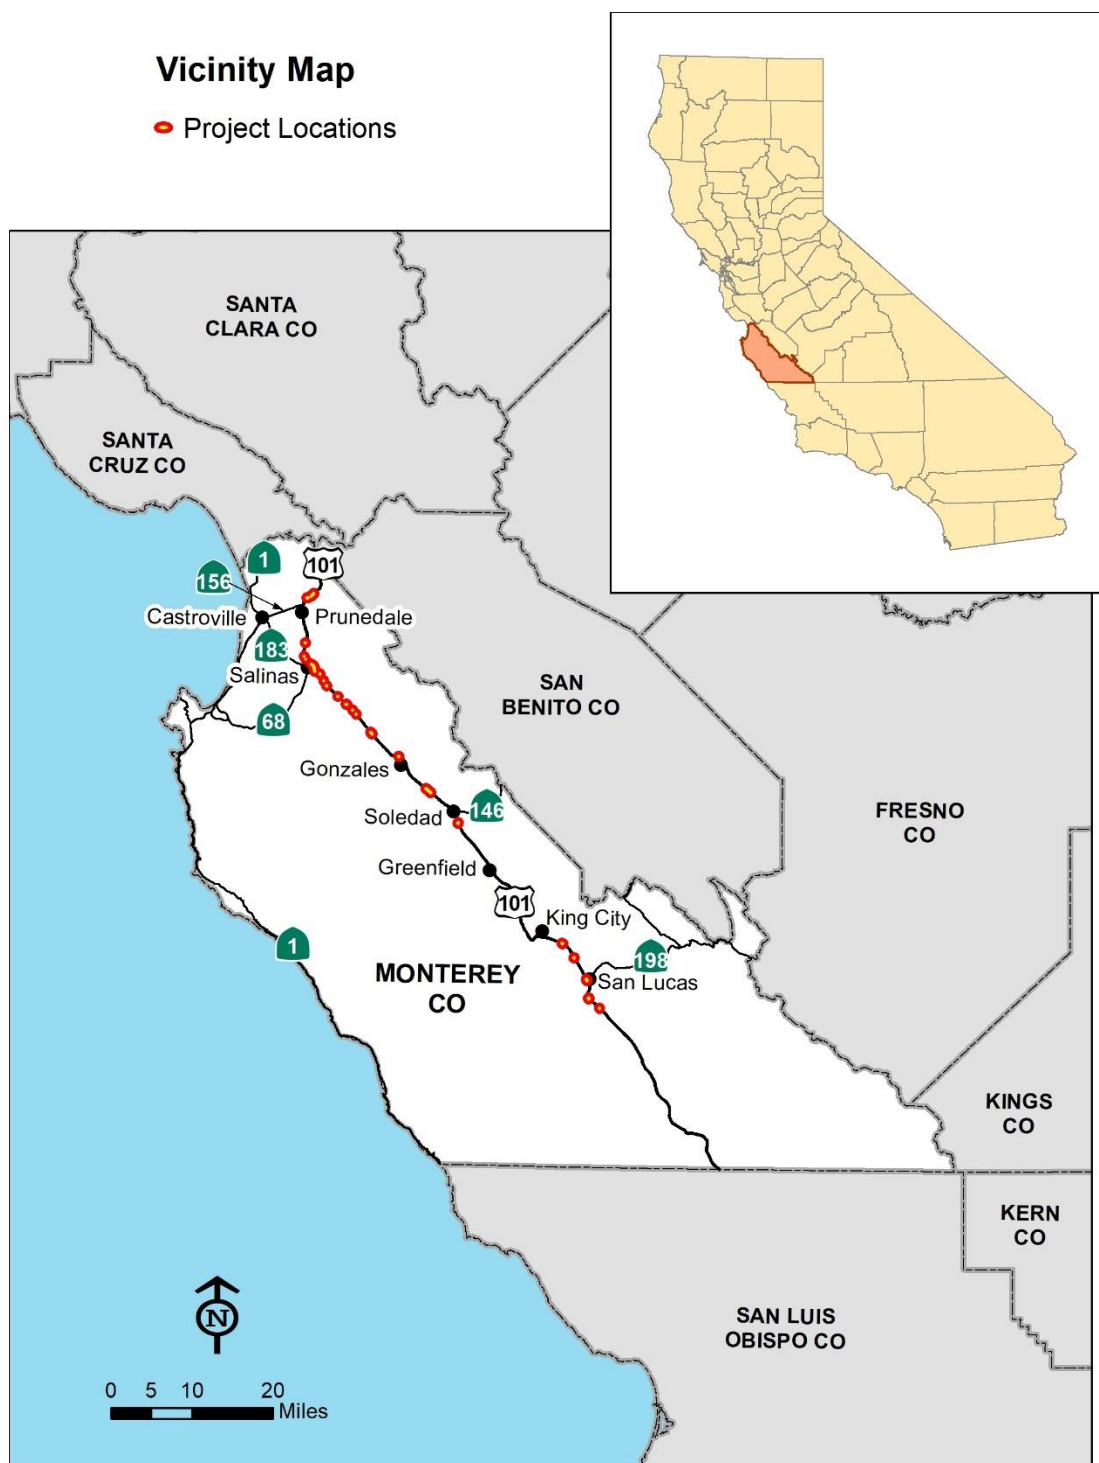 Vicinity Map
Project Locations
SANTA
CLARA CO
SANTA
CRUZ CO
1
101
156
Castroville
Prunedale
183
Salinas
68
SAN
BENITO CO
Gonzales
Soledad
146
FRESNO
CO
Greenfield
101
King City
1
198
MONTEREY
CO
San Lucas
KINGS
CO
KERN
CO
N
SAN LUIS
OBISPO CO
0 5 10 20
Miles